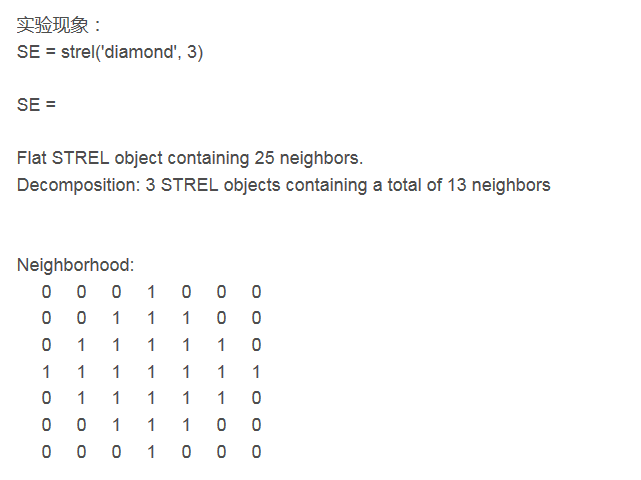 实验现象：
SE = strel('diamond', 3)
SE =
Flat STREL object containing 25 neighbors.
Decomposition: 3 STREL objects containing a total of 13 neighbors
Neighborhood:
0 0 0 1 0 0 0
0 0 1 1 1 0 0
0 1 1 1 1 1 0
1 1 1 1 1 1 1
0 1 1 1 1 1 0
0 0 1 1 1 0 0
0 0 0 1 0 0 0